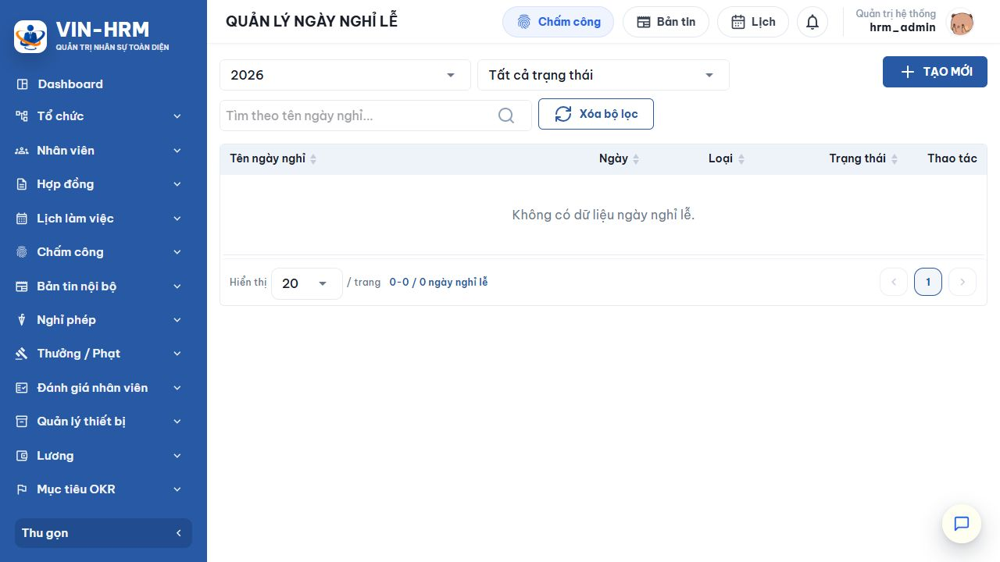 VIN-HRM
QUẢN TRỊ NHÂN SỰ TOÀN DIỆN
Dashboard
Tổ chức
Nhân viên
Hợp đồng
Lịch làm việc
Chấm công
Bản tin nội bộ
Nghỉ phép
Thưởng / Phạt
Đánh giá nhân viên
Quản lý thiết bị
Lương
Mục tiêu OKR
Thu gọn
QUẢN LÝ NGÀY NGHỈ LỄ
Chấm công
Bản tin
Lịch
Quản trị hệ thống
hrm_admin
2026
Tất cả trạng thái
TẠO MỚI
Tìm theo tên ngày nghỉ...
Xóa bộ lọc
Tên ngày nghỉ Ngày Loại Trạng thái Thao tác
Không có dữ liệu ngày nghỉ lễ.
Hiển thị 20 / trang 0-0 / 0 ngày nghỉ lễ 1